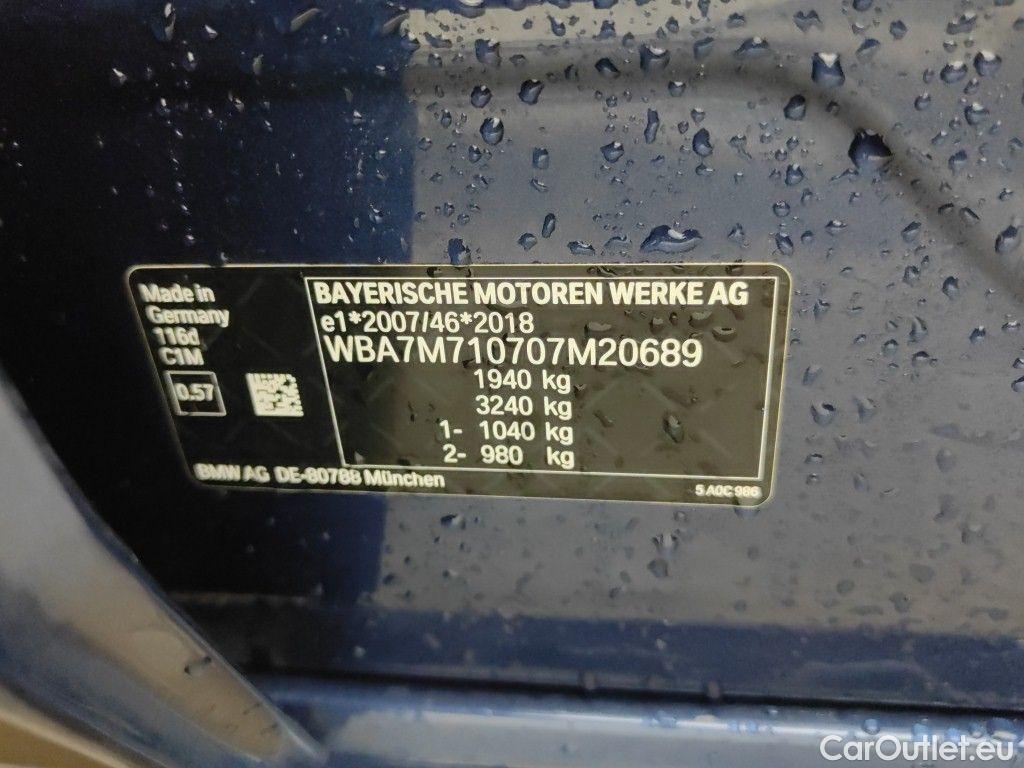 Made in
Germany
116d
C1M
0.57
BAYERISCHE MOTOREN WERKE AG
e1*2007/46*2018
WBA7M710707M20689
1940 kg
3240 kg
1- 1040 kg
2- 980 kg
BMW AG DE-80788 München
5 A0C 986
CarOutlet.eu